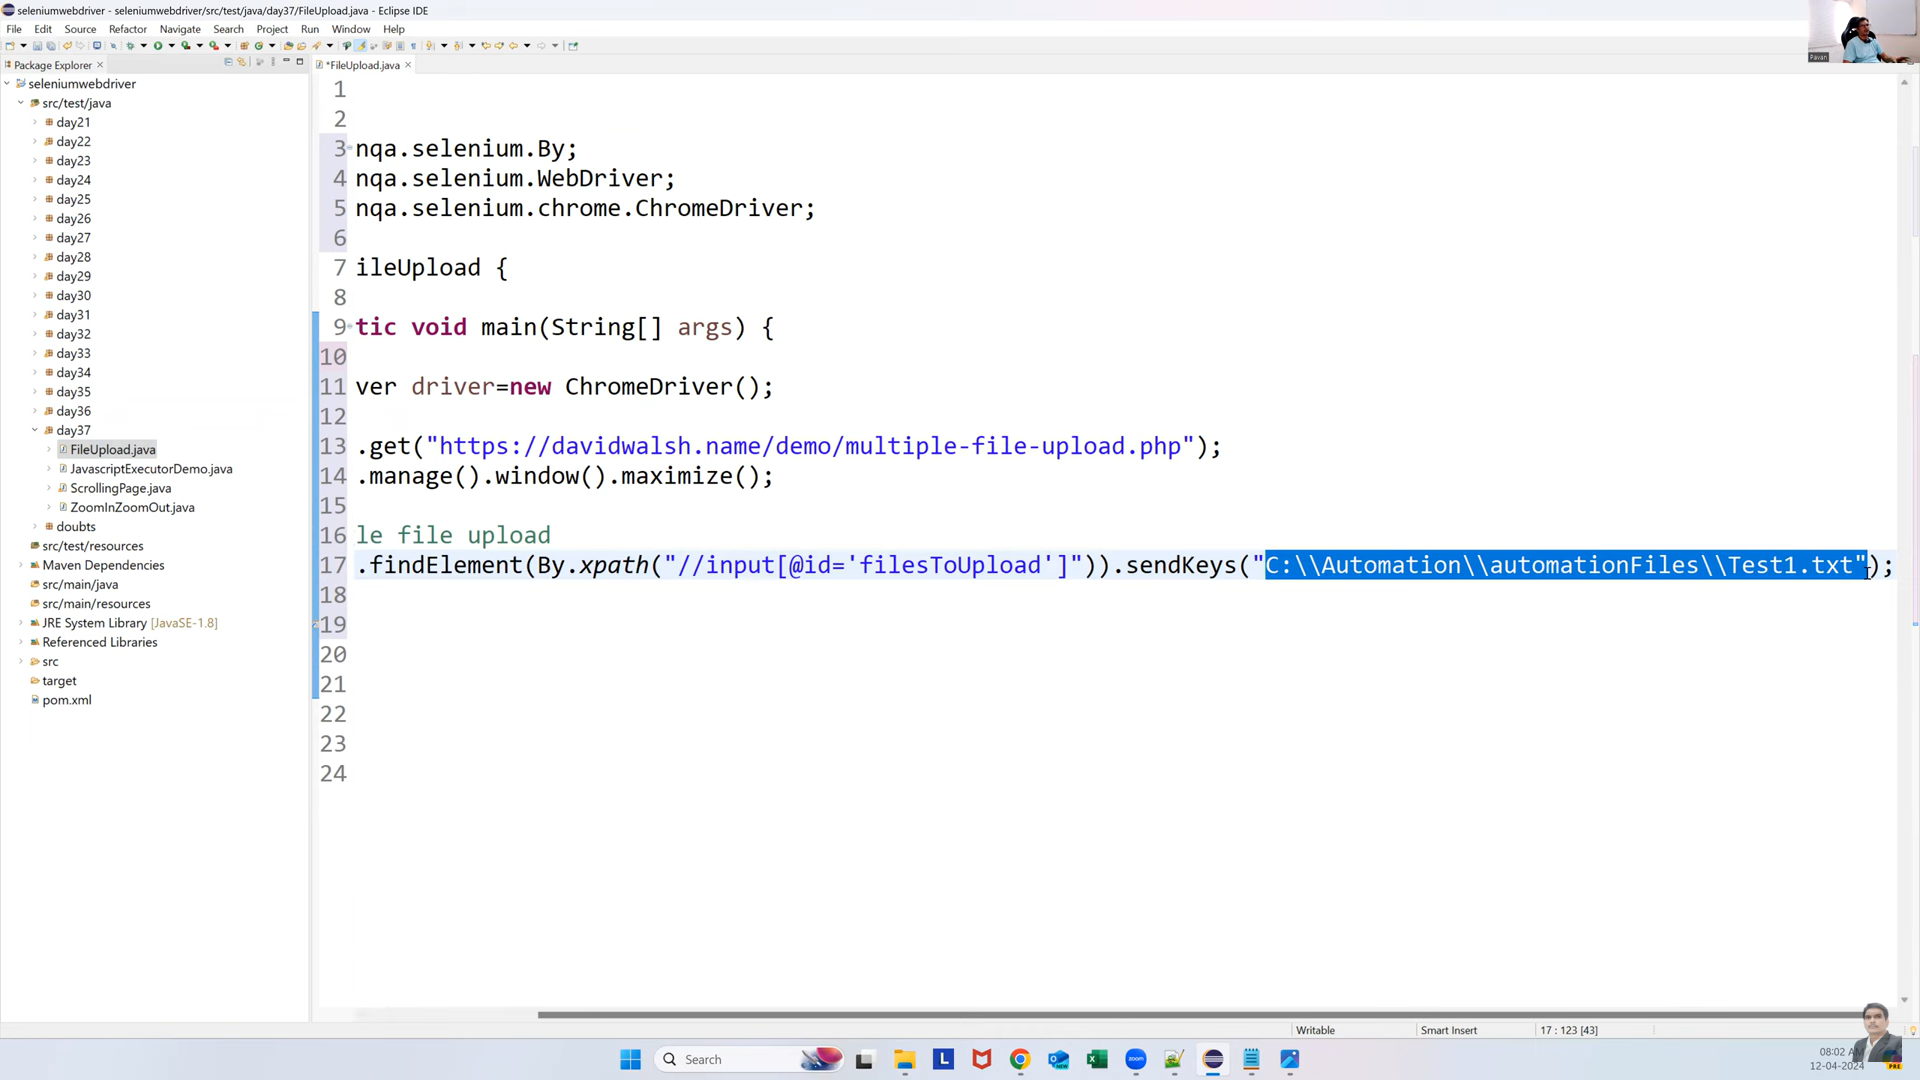 seleniumwebdriver - seleniumwebdriver/src/test/java/day37/FileUpload.java - Eclipse IDE
File Edit Source Refactor Navigate Search Project Run Window Help
Package Explorer
*FileUpload.java
Pavan
seleniumwebdriver
src/test/java
day21
day22
day23
day24
day25
day26
day27
day28
day29
day30
day31
day32
day33
day34
day35
day36
day37
FileUpload.java
JavascriptExecutorDemo.java
ScrollingPage.java
ZoomInZoomOut.java
doubts
src/test/resources
Maven Dependencies
src/main/java
src/main/resources
JRE System Library [JavaSE-1.8]
Referenced Libraries
src
target
pom.xml
1
2
3 nqa.selenium.By;
4 nqa.selenium.WebDriver;
5 nqa.selenium.chrome.ChromeDriver;
6
7 ileUpload {
8
9 tic void main(String[] args) {
10
11 ver driver=new ChromeDriver();
12
13 .get("https://davidwalsh.name/demo/multiple-file-upload.php");
14 .manage().window().maximize();
15
16 le file upload
17 .findElement(By.xpath("//input[@id='filesToUpload']")).sendKeys("C:\\Automation\\automationFiles\\Test1.txt");
18
19
20
21
22
23
24
Writable Smart Insert 17 : 123 [43]
Search
L
zoom
08:02 AM
12-04-2024
PRE